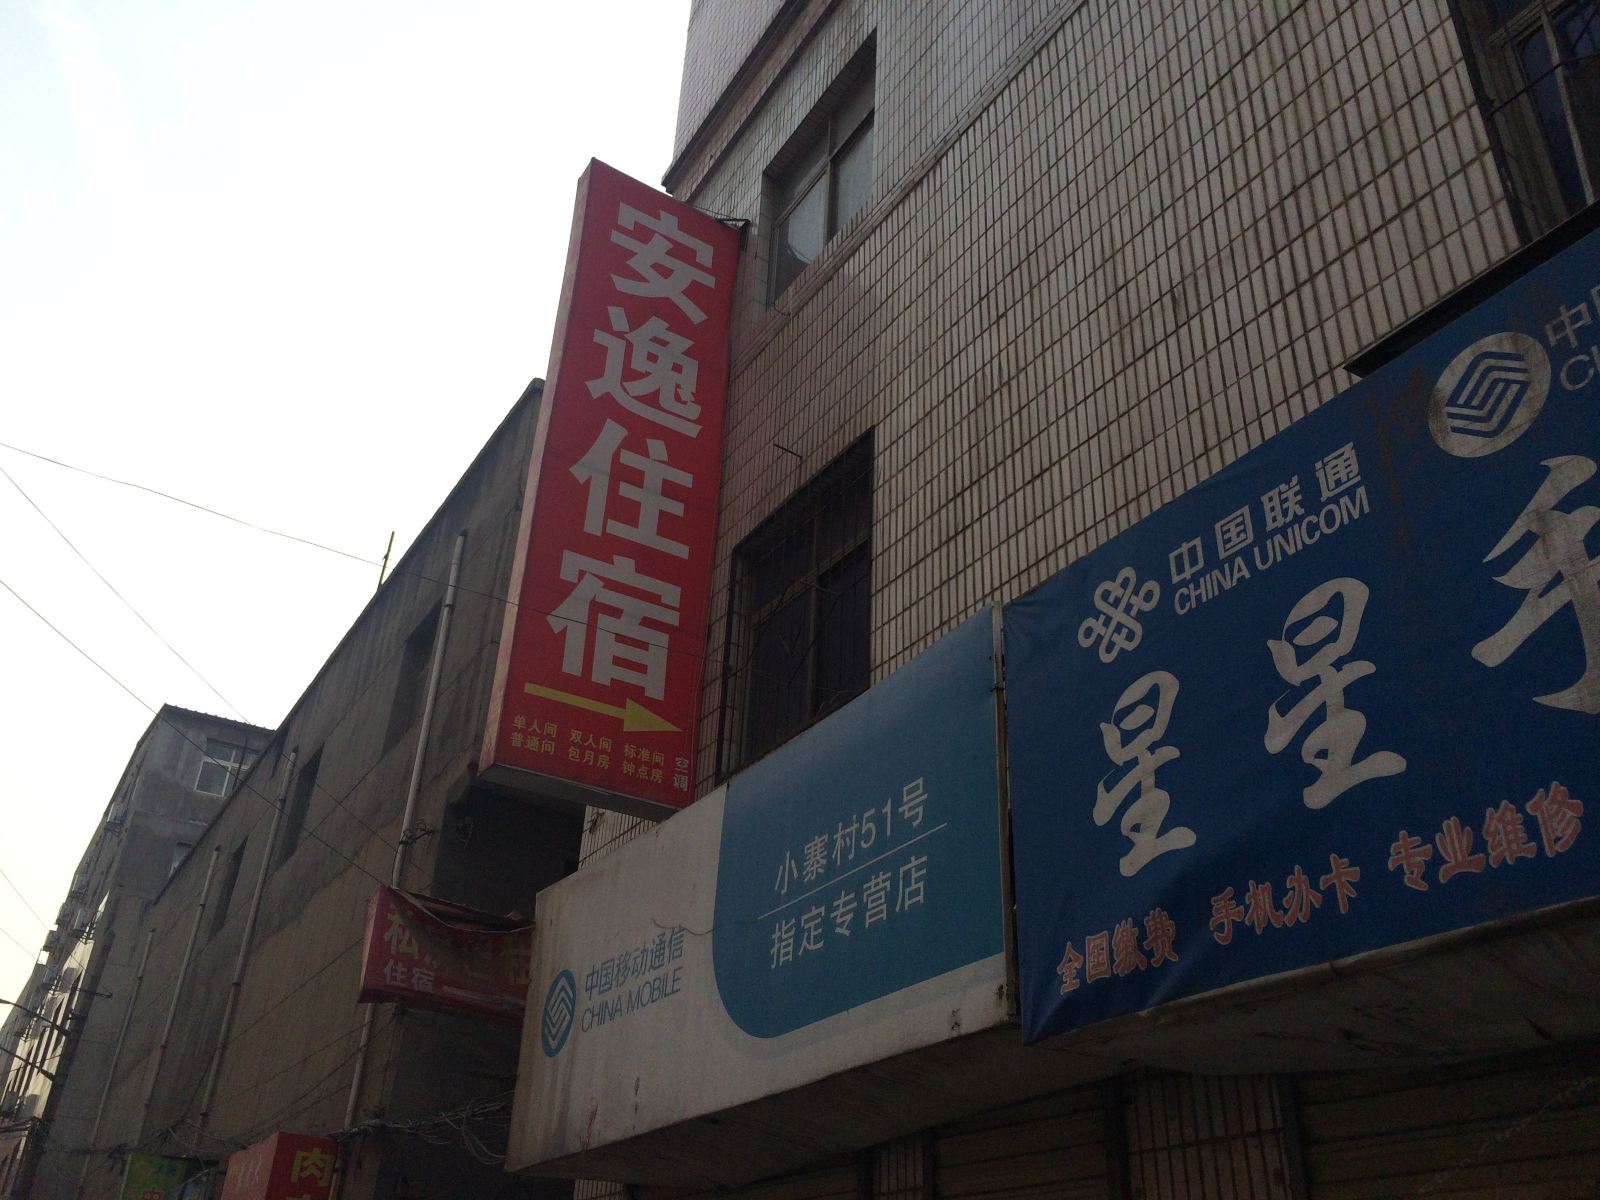 安逸住宿
单人间 双人间 标准间
普通间 包月房 钟点房
空调
住宿
中国移动通信
CHINA MOBILE
小寨村51号
指定专营店
中国联通
CHINA UNICOM
中
星星手
全国缴费 手机办卡 专业维修
肉